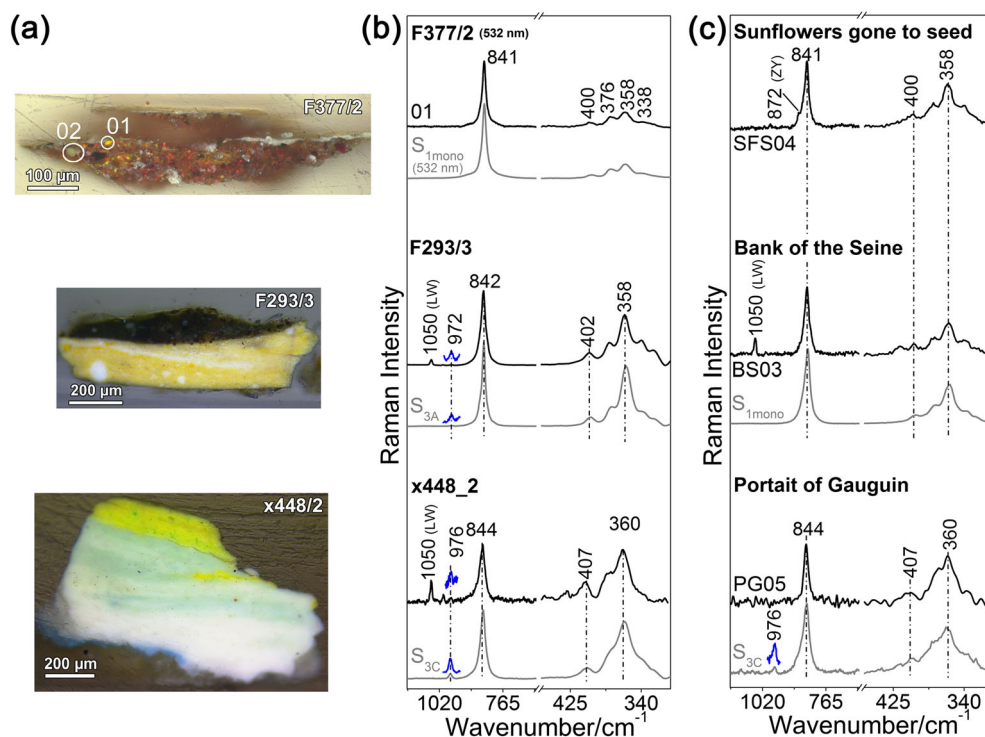 (a)
F377/2
02
01
100 µm
F293/3
200 µm
x448/2
200 µm
(b)
F377/2 (532 nm)
841
01
400
376
358
338
S1mono
(532 nm)
F293/3
1050 (LW)
972
842
402
358
S3A
x448_2
1050 (LW)
976
844
407
360
S3C
Raman Intensity
1020 765 425 340
Wavenumber/cm-1
(c)
Sunflowers gone to seed
872 (ZY)
841
400
358
SFS04
Bank of the Seine
1050 (LW)
BS03
S1mono
Portait of Gauguin
844
407
360
PG05
976
S3C
Raman Intensity
1020 765 425 340
Wavenumber/cm-1